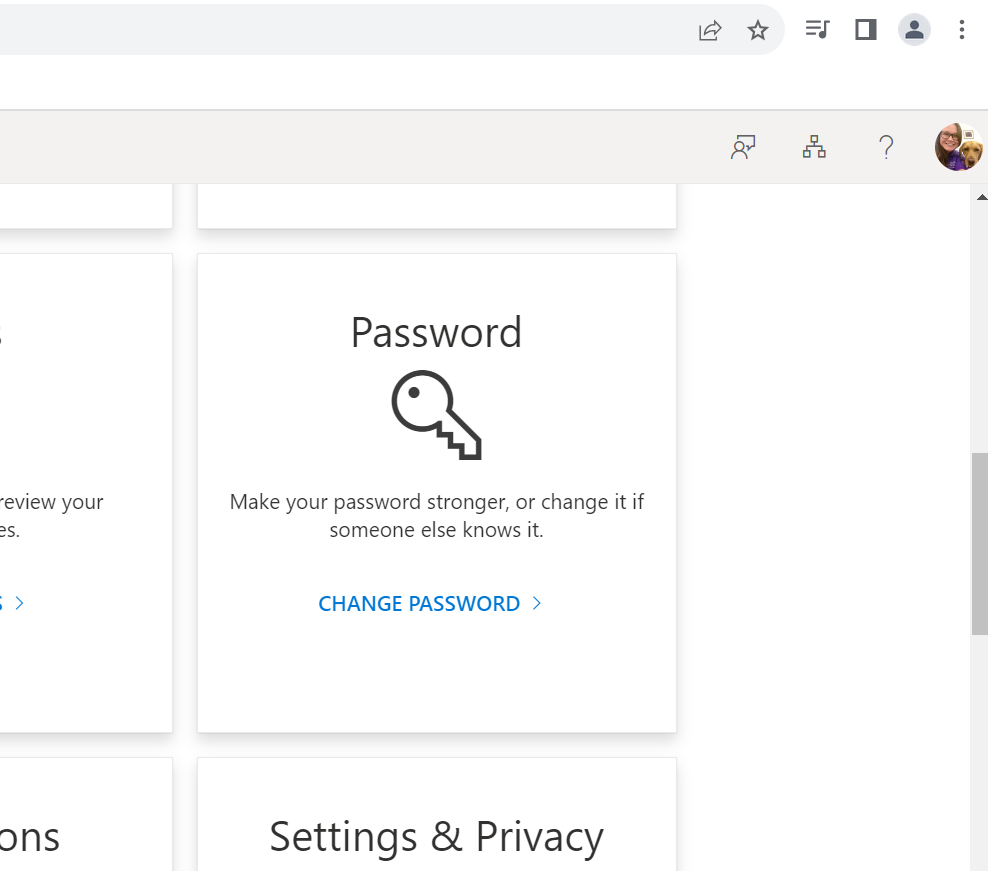 Password
review your
Make your password stronger, or change it if
es.
someone else knows it.
CHANGE PASSWORD
ons
Settings & Privacy